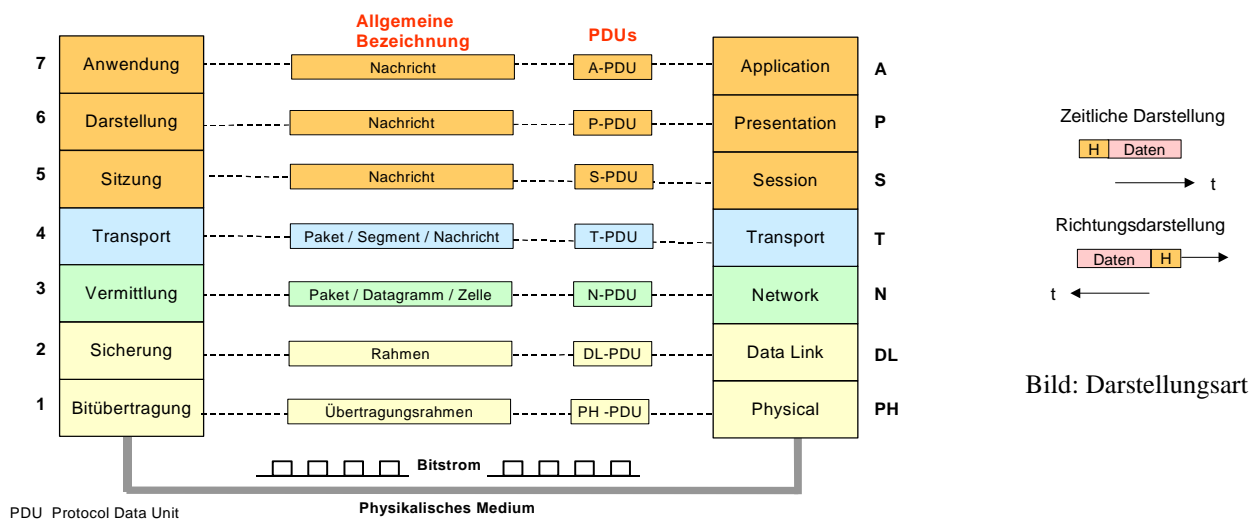 Allgemeine
Bezeichnung
PDUs
7 Anwendung Nachricht A-PDU Application A
6 Darstellung Nachricht P-PDU Presentation P
5 Sitzung Nachricht S-PDU Session S
4 Transport Paket / Segment / Nachricht T-PDU Transport T
3 Vermittlung Paket / Datagramm / Zelle N-PDU Network N
2 Sicherung Rahmen DL-PDU Data Link DL
1 Bitübertragung Übertragungsrahmen PH -PDU Physical PH
Bitstrom
Physikalisches Medium
PDU Protocol Data Unit
Zeitliche Darstellung
H Daten
t
Richtungsdarstellung
Daten H
t
Bild: Darstellungsart